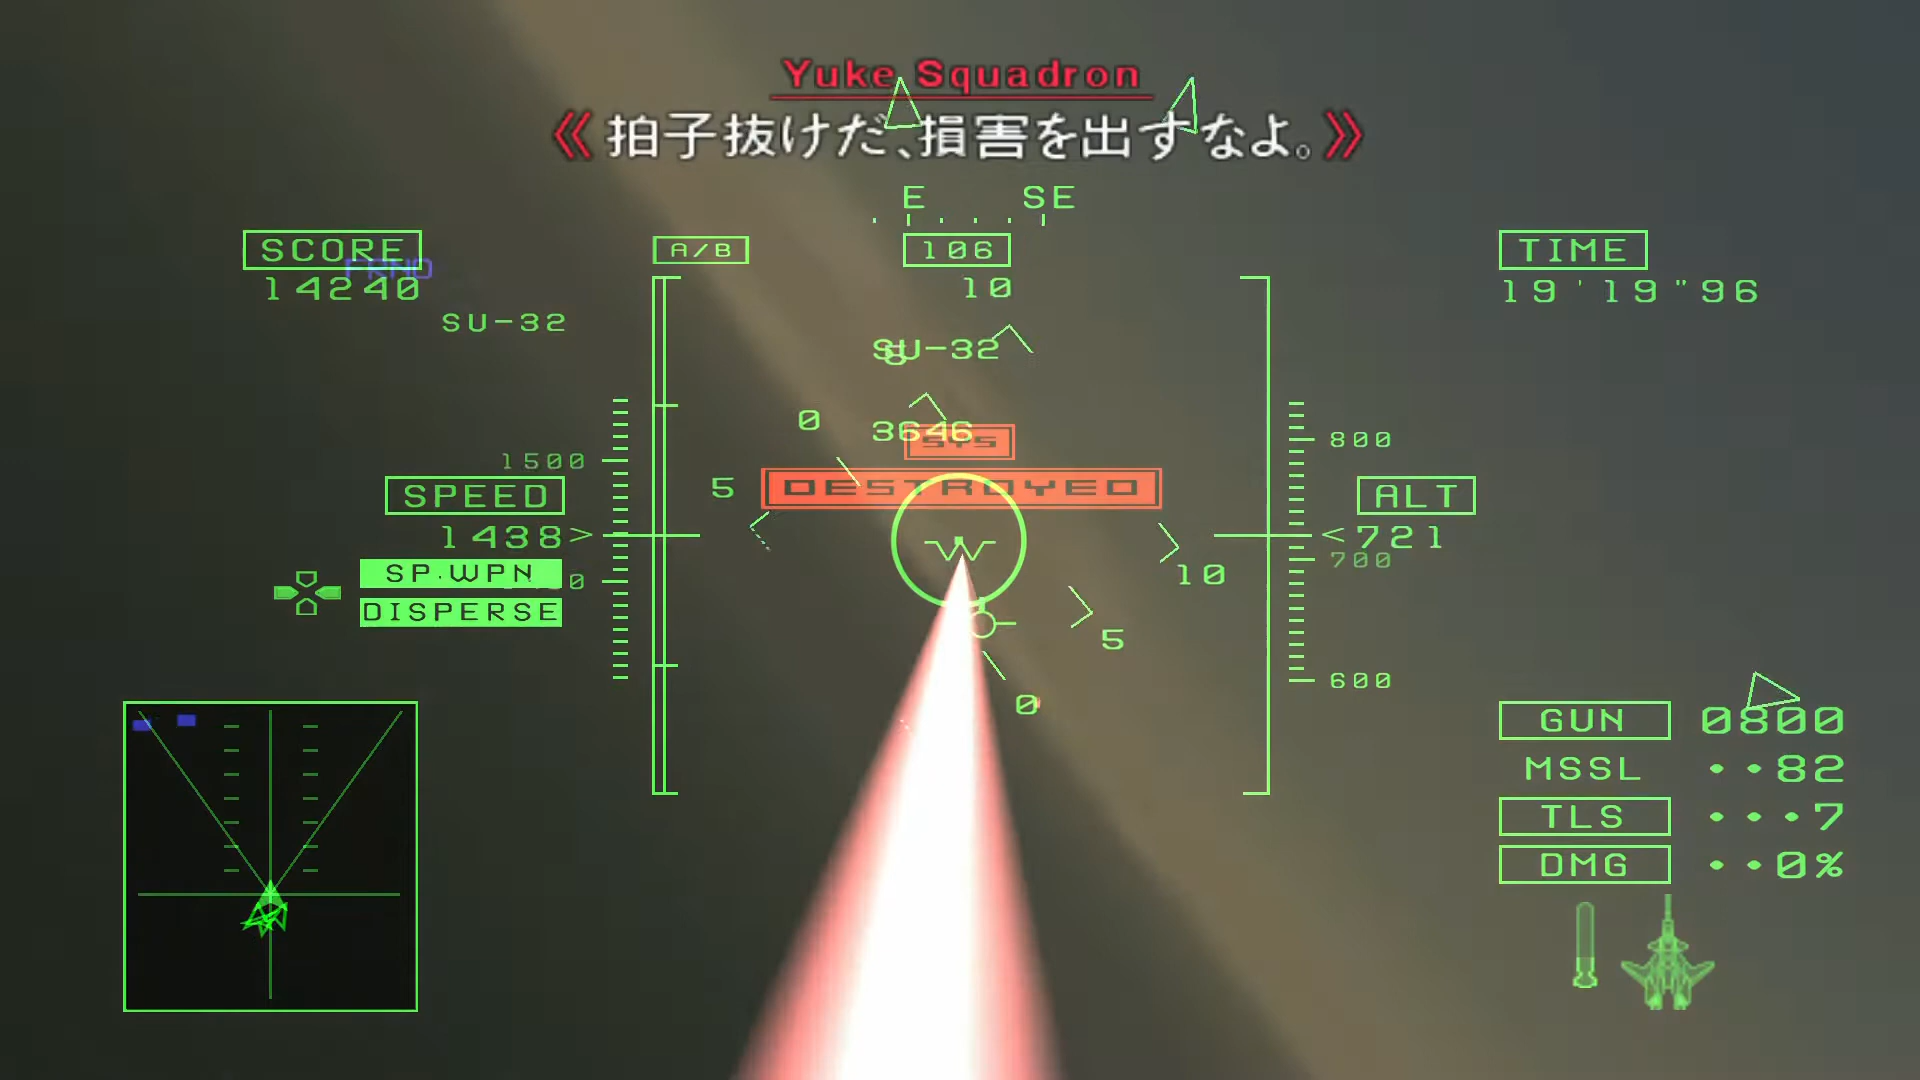 Yuke Squadron
《拍子抜けだ、損害を出すなよ。》
E SE
SCORE
A/B
106
TIME
FRND
14240
10
19'19"96
SU-32
SU-32
0
3646
SYS
800
1500
5
DESTROYED
SPEED
ALT
1438>
<721
700
SP.WPN
10
DISPERSE
5
600
0
GUN 0800
MSSL ··82
TLS ···7
DMG ··0%